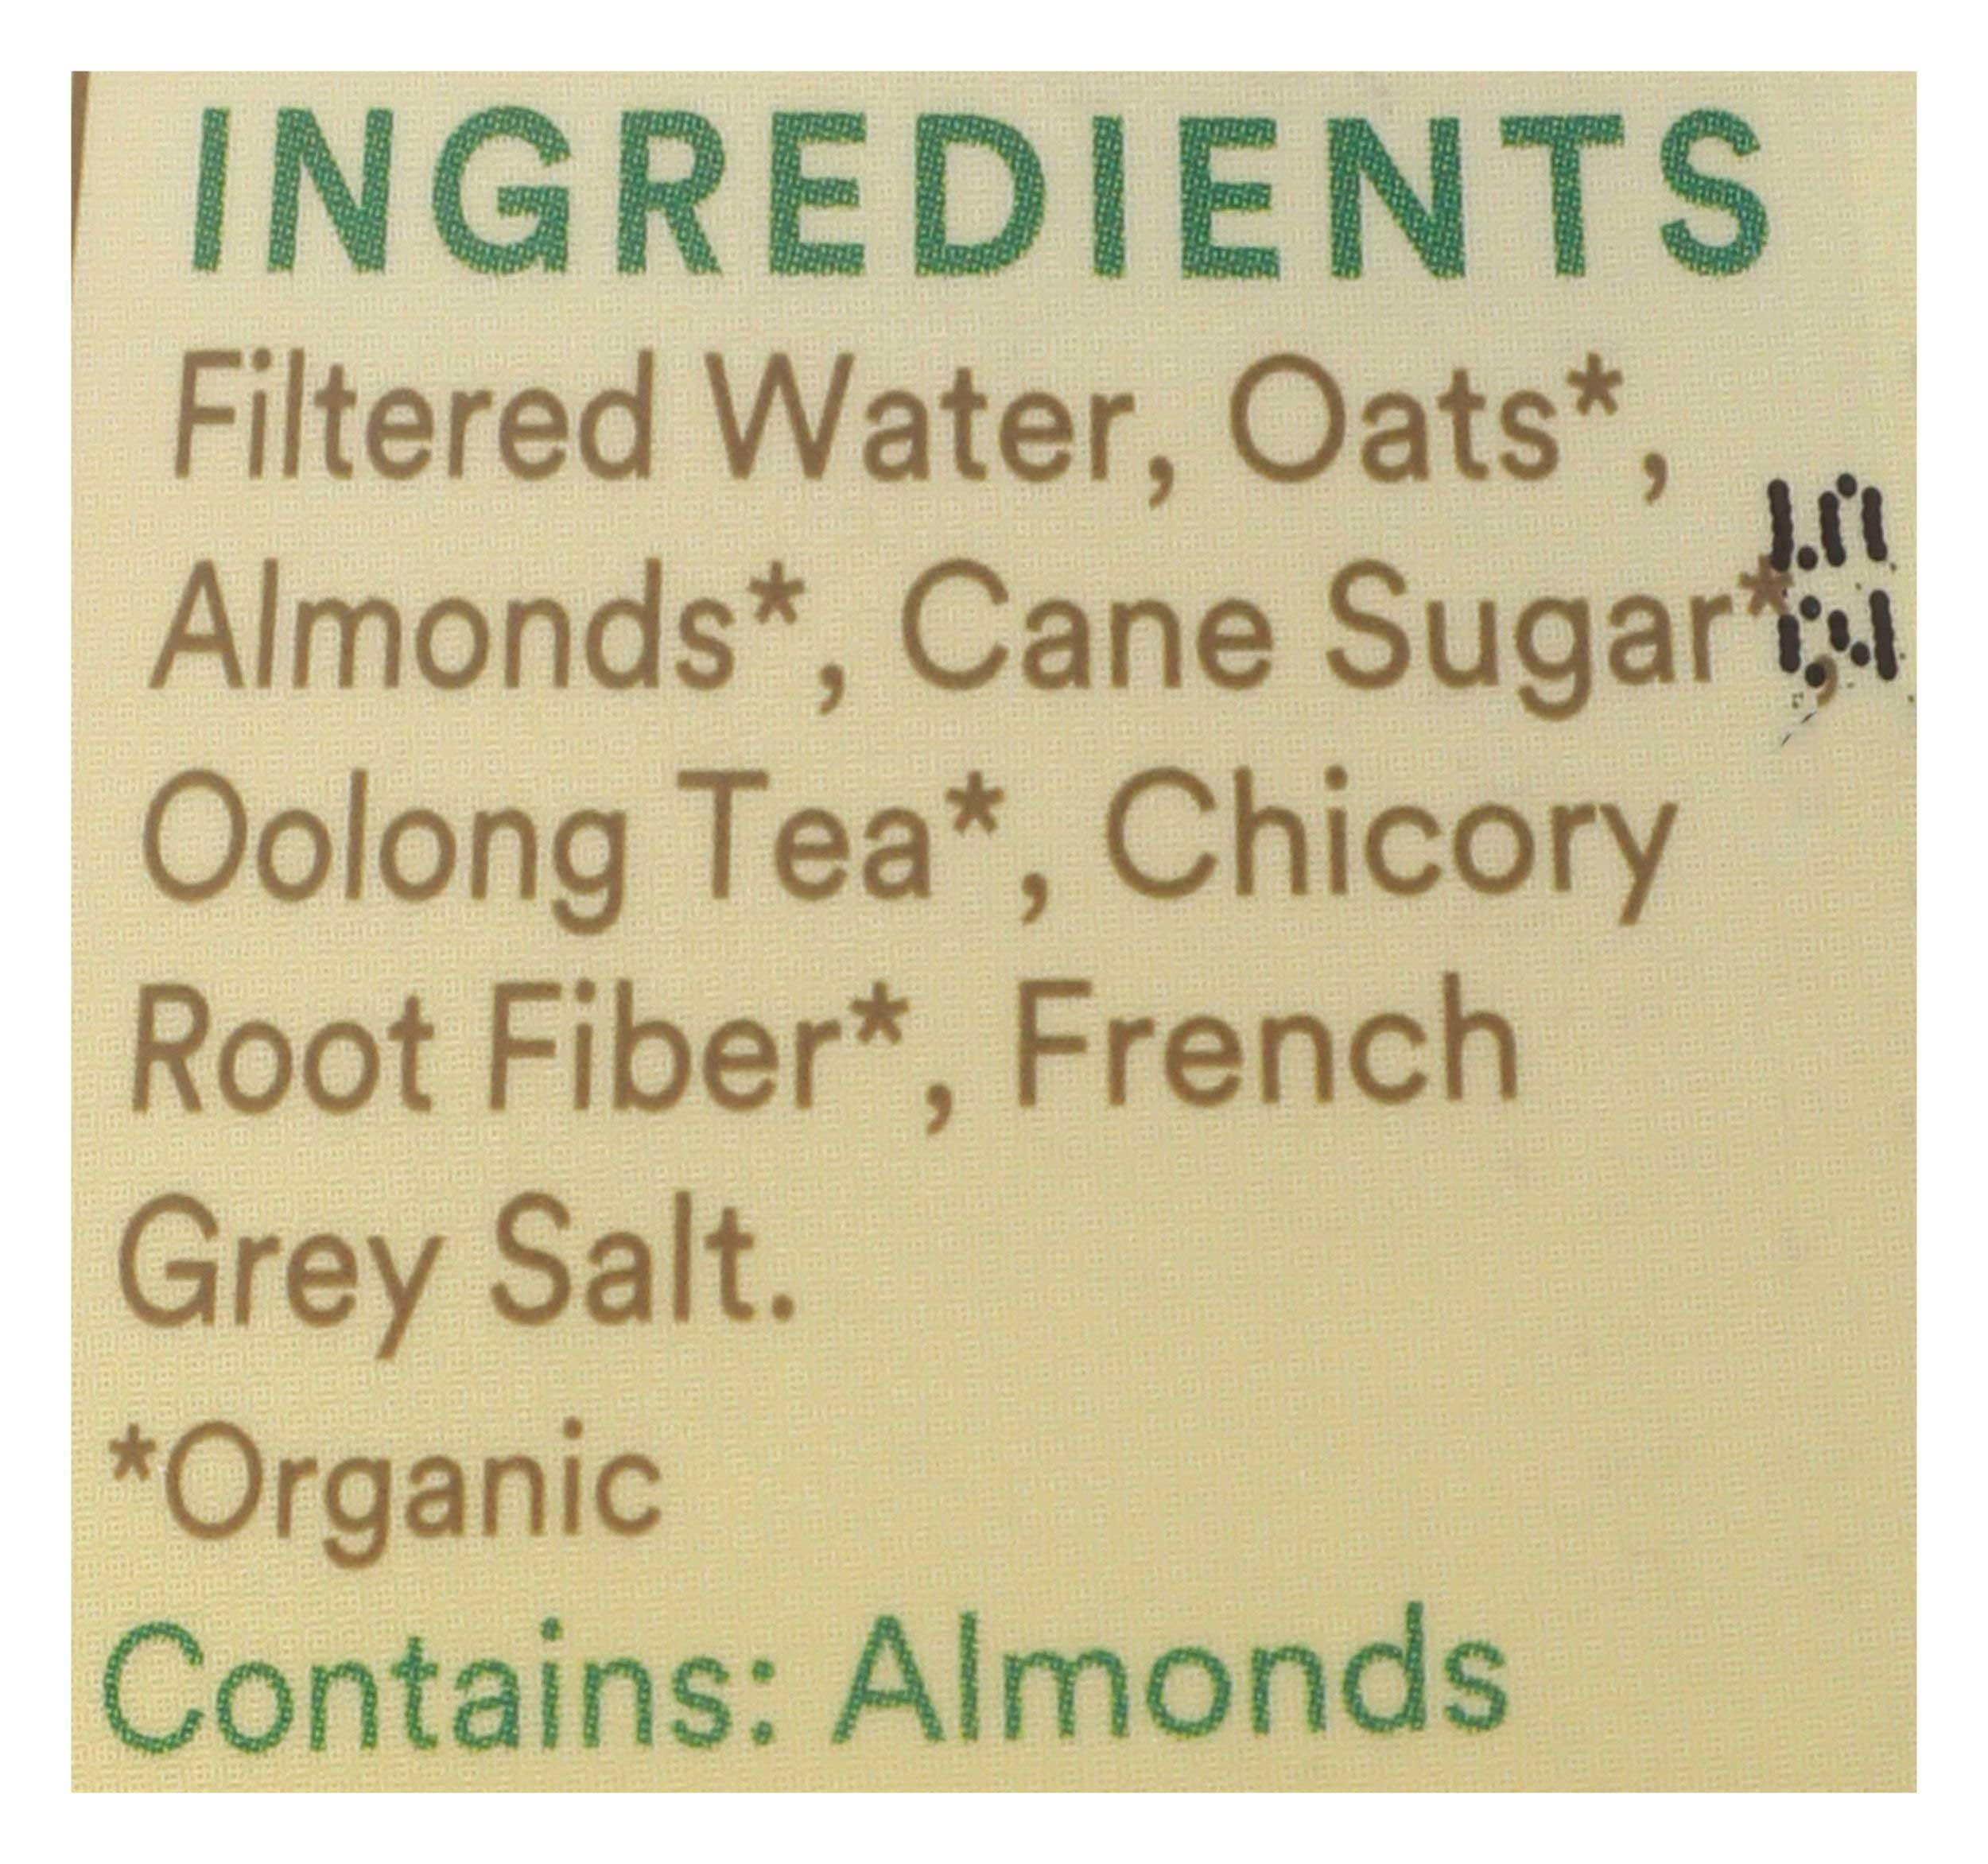 INGREDIENTS
Filtered Water, Oats*,
Almonds*, Cane Sugar*,
Oolong Tea*, Chicory
Root Fiber*, French
Grey Salt.
*Organic
Contains: Almonds